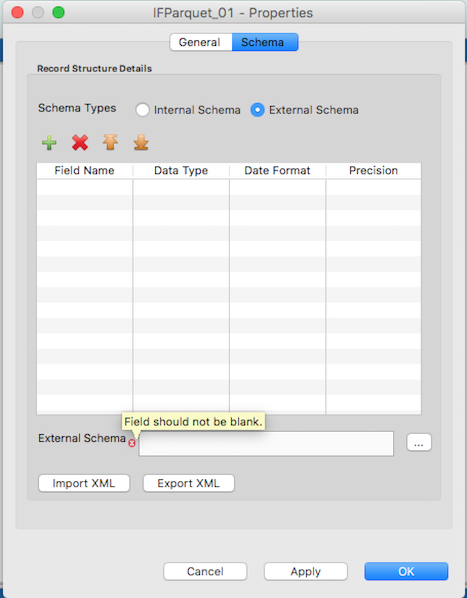 IFParquet_01 - Properties
General Schema
Record Structure Details
Schema Types Internal Schema External Schema
Field Name Data Type Date Format Precision
Field should not be blank.
External Schema ...
Import XML Export XML
Cancel Apply OK